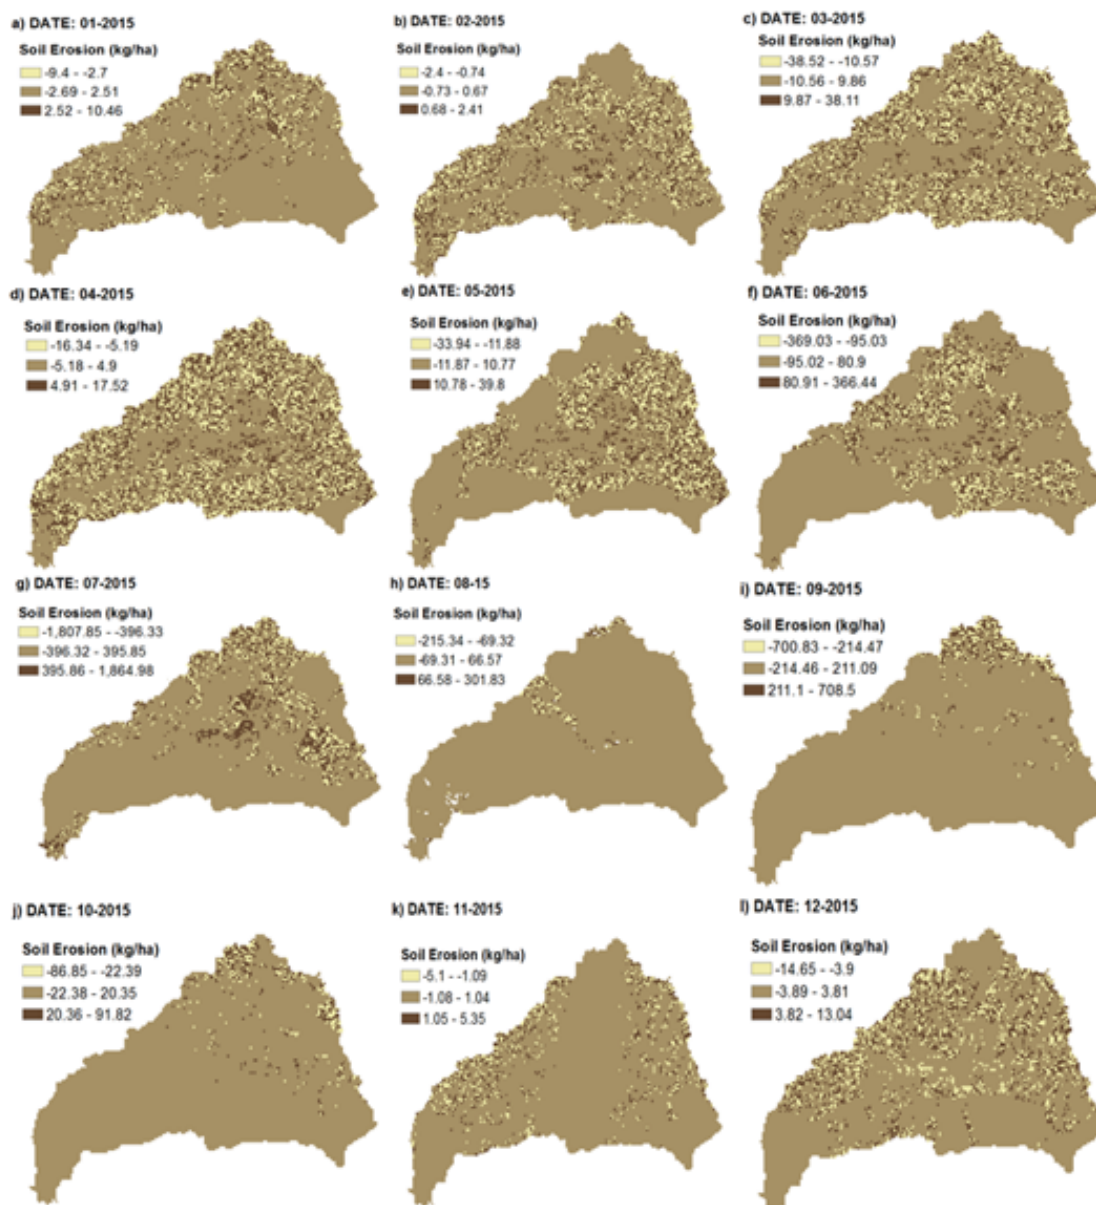 a) DATE: 01-2015
Soil Erosion (kg/ha)
-9.4 - -2.7
-2.69 - 2.51
2.52 - 10.46
b) DATE: 02-2015
Soil Erosion (kg/ha)
-2.4 - -0.74
-0.73 - 0.67
0.68 - 2.41
c) DATE: 03-2015
Soil Erosion (kg/ha)
-38.52 - -10.57
-10.56 - 9.86
9.87 - 38.11
d) DATE: 04-2015
Soil Erosion (kg/ha)
-16.34 - -5.19
-5.18 - 4.9
4.91 - 17.52
e) DATE: 05-2015
Soil Erosion (kg/ha)
-33.94 - -11.88
-11.87 - 10.77
10.78 - 39.8
f) DATE: 06-2015
Soil Erosion (kg/ha)
-369.03 - -95.03
-95.02 - 80.9
80.91 - 366.44
g) DATE: 07-2015
Soil Erosion (kg/ha)
-1,807.85 - -396.33
-396.32 - 395.85
395.86 - 1,864.98
h) DATE: 08-15
Soil Erosion (kg/ha)
-215.34 - -69.32
-69.31 - 66.57
66.58 - 301.83
i) DATE: 09-2015
Soil Erosion (kg/ha)
-700.83 - -214.47
-214.46 - 211.09
211.1 - 708.5
j) DATE: 10-2015
Soil Erosion (kg/ha)
-86.85 - -22.39
-22.38 - 20.35
20.36 - 91.82
k) DATE: 11-2015
Soil Erosion (kg/ha)
-5.1 - -1.09
-1.08 - 1.04
1.05 - 5.35
l) DATE: 12-2015
Soil Erosion (kg/ha)
-14.65 - -3.9
-3.89 - 3.81
3.82 - 13.04